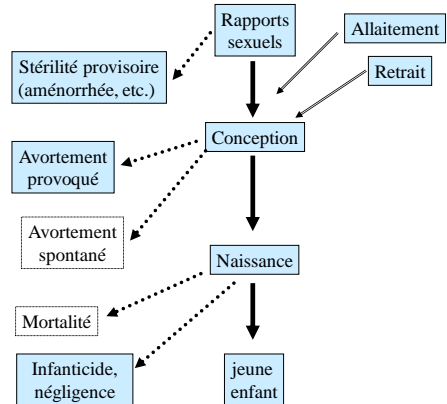 Rapports
sexuels
Allaitement
Stérilité provisoire
(aménorrhée, etc.)
Retrait
Conception
Avortement
provoqué
Avortement
spontané
Naissance
Mortalité
Infanticide,
négligence
jeune
enfant